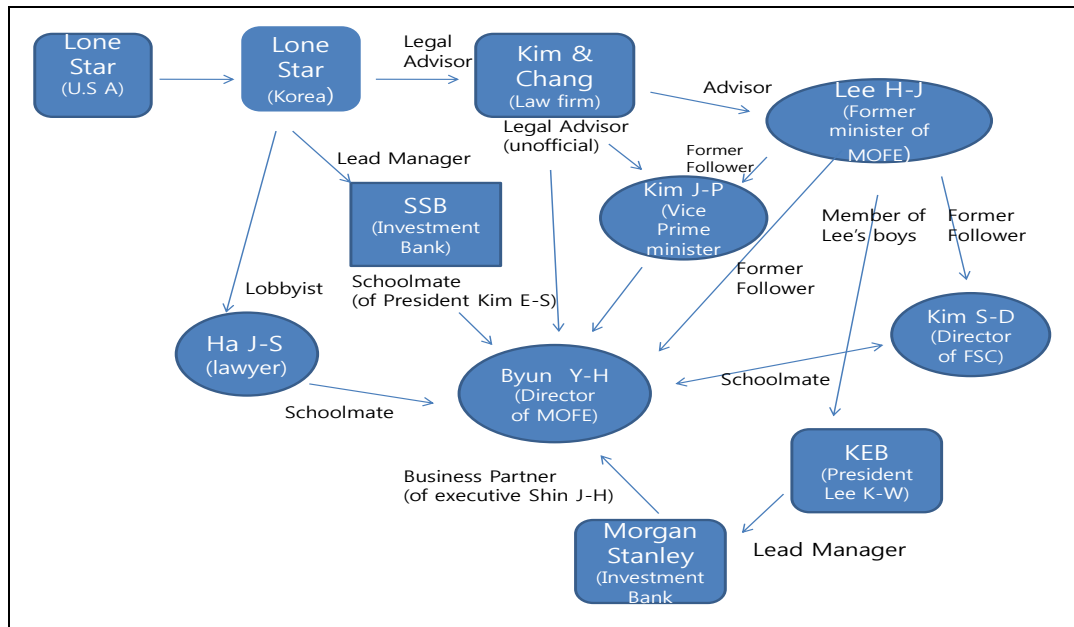 Lone
Star
(U.S A)
Lone
Star
(Korea)
Legal
Advisor
Kim &
Chang
(Law firm)
Advisor
Lee H-J
(Former
minister of
MOFE)
Legal Advisor
(unofficial)
Former
Follower
Lead Manager
SSB
(Investment
Bank)
Kim J-P
(Vice
Prime
minister
Member of
Lee's boys
Former
Follower
Schoolmate
(of President Kim E-S)
Former
Follower
Lobbyist
Ha J-S
(lawyer)
Kim S-D
(Director
of FSC)
Byun Y-H
(Director
of MOFE)
Schoolmate
Schoolmate
KEB
(President
Lee K-W)
Business Partner
(of executive Shin J-H)
Morgan
Stanley
(Investment
Bank
Lead Manager